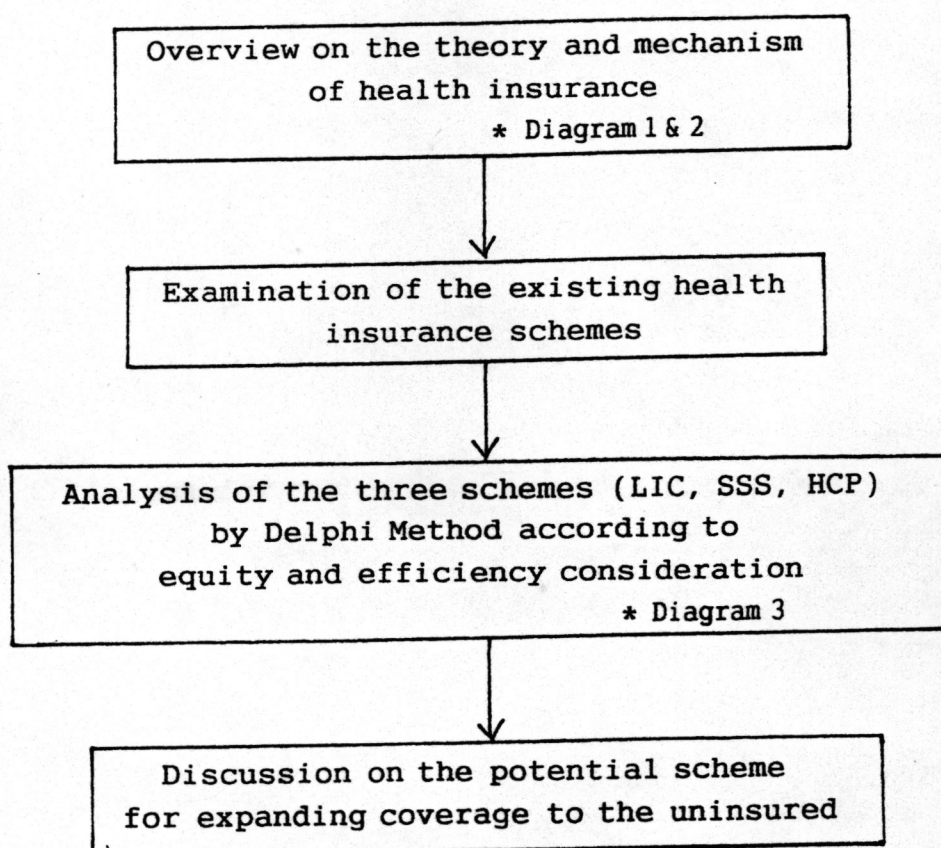 Overview on the theory and mechanism
of health insurance
* Diagram 1 & 2
Examination of the existing health
insurance schemes
Analysis of the three schemes (LIC, SSS, HCP)
by Delphi Method according to
equity and efficiency consideration
* Diagram 3
Discussion on the potential scheme
for expanding coverage to the uninsured